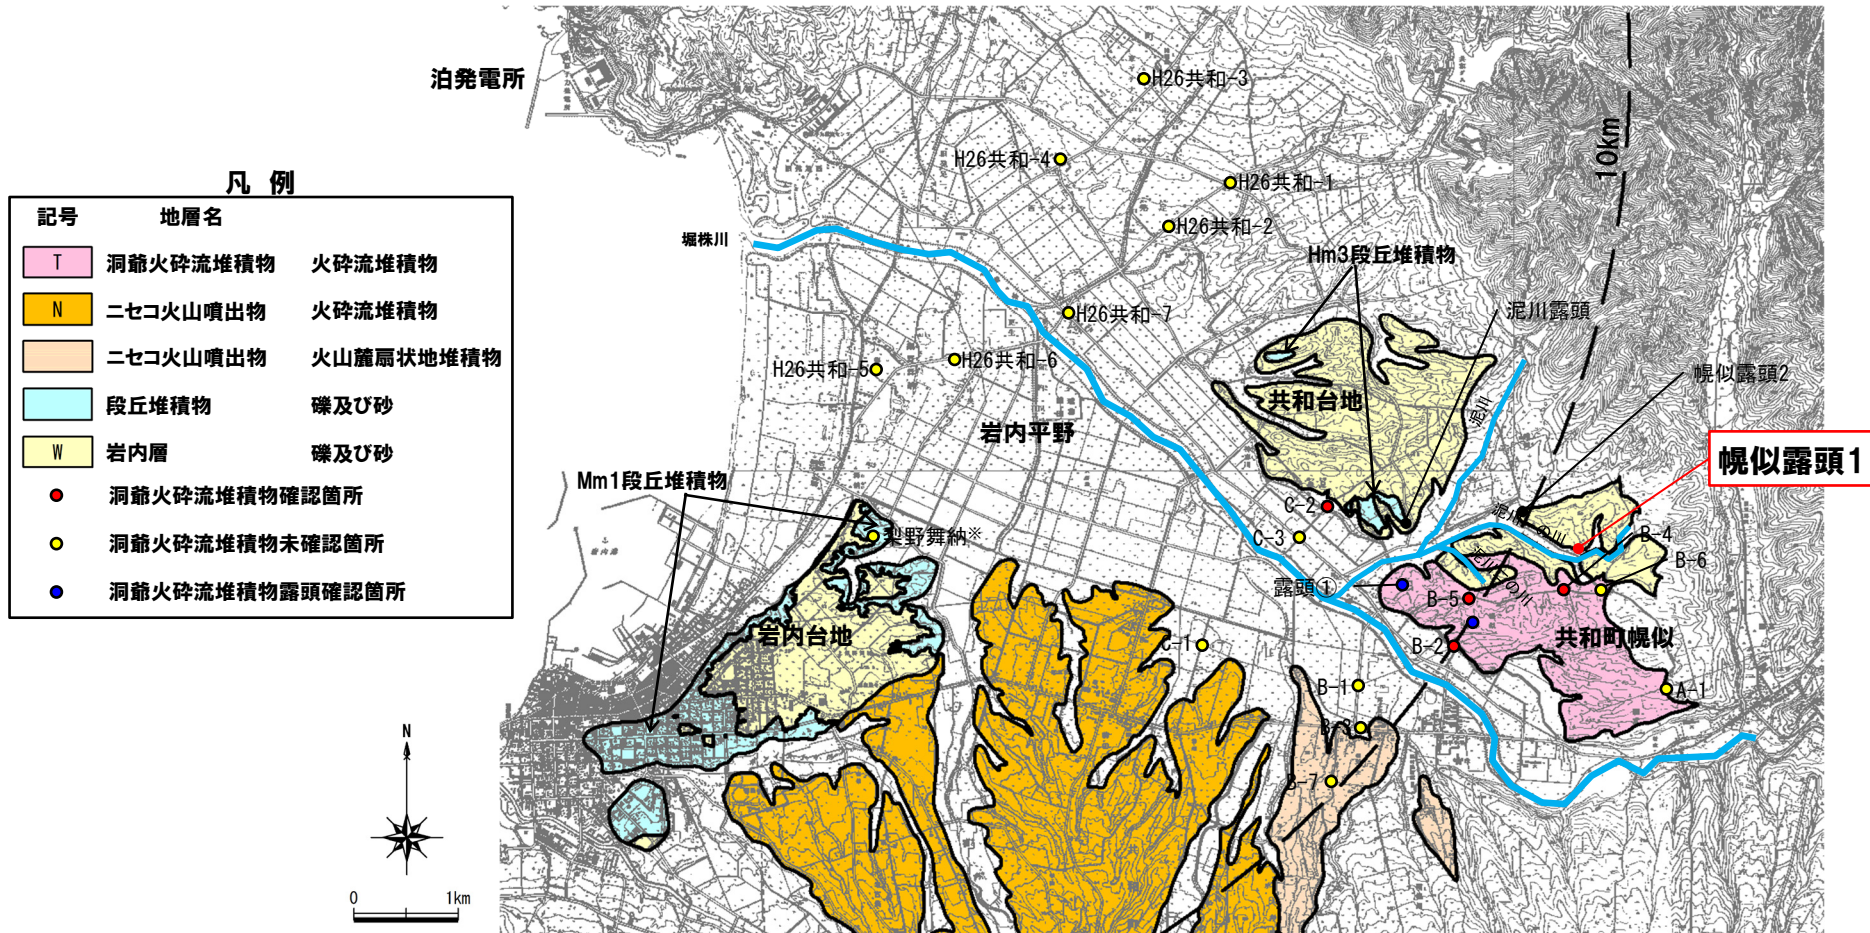 泊発電所
凡 例
記号 地層名
T 洞爺火砕流堆積物 火砕流堆積物
N ニセコ火山噴出物 火砕流堆積物
ニセコ火山噴出物 火山麓扇状地堆積物
段丘堆積物 礫及び砂
W 岩内層 礫及び砂
洞爺火砕流堆積物確認箇所
洞爺火砕流堆積物未確認箇所
洞爺火砕流堆積物露頭確認箇所
N
0 1km
10km
H26共和-3
H26共和-4
H26共和-1
H26共和-2
堀株川
Hm3段丘堆積物
H26共和-7
泥川露頭
H26共和-6
H26共和-5
幌似露頭2
共和台地
泥川
岩内平野
幌似露頭1
Mm1段丘堆積物
C-2
C-3
梨野舞納※
B-4
B-6
露頭①
B-5
岩内台地
共和町幌似
C-1
B-2
B-1
A-1
B-3
B-7